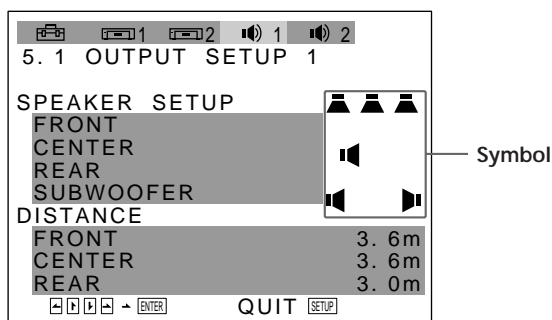 1 2 1 2
5. 1 OUTPUT SETUP 1
SPEAKER SETUP
FRONT
CENTER
REAR
SUBWOOFER
Symbol
DISTANCE
FRONT 3. 6m
CENTER 3. 6m
REAR 3. 0m
ENTER QUIT SETUP